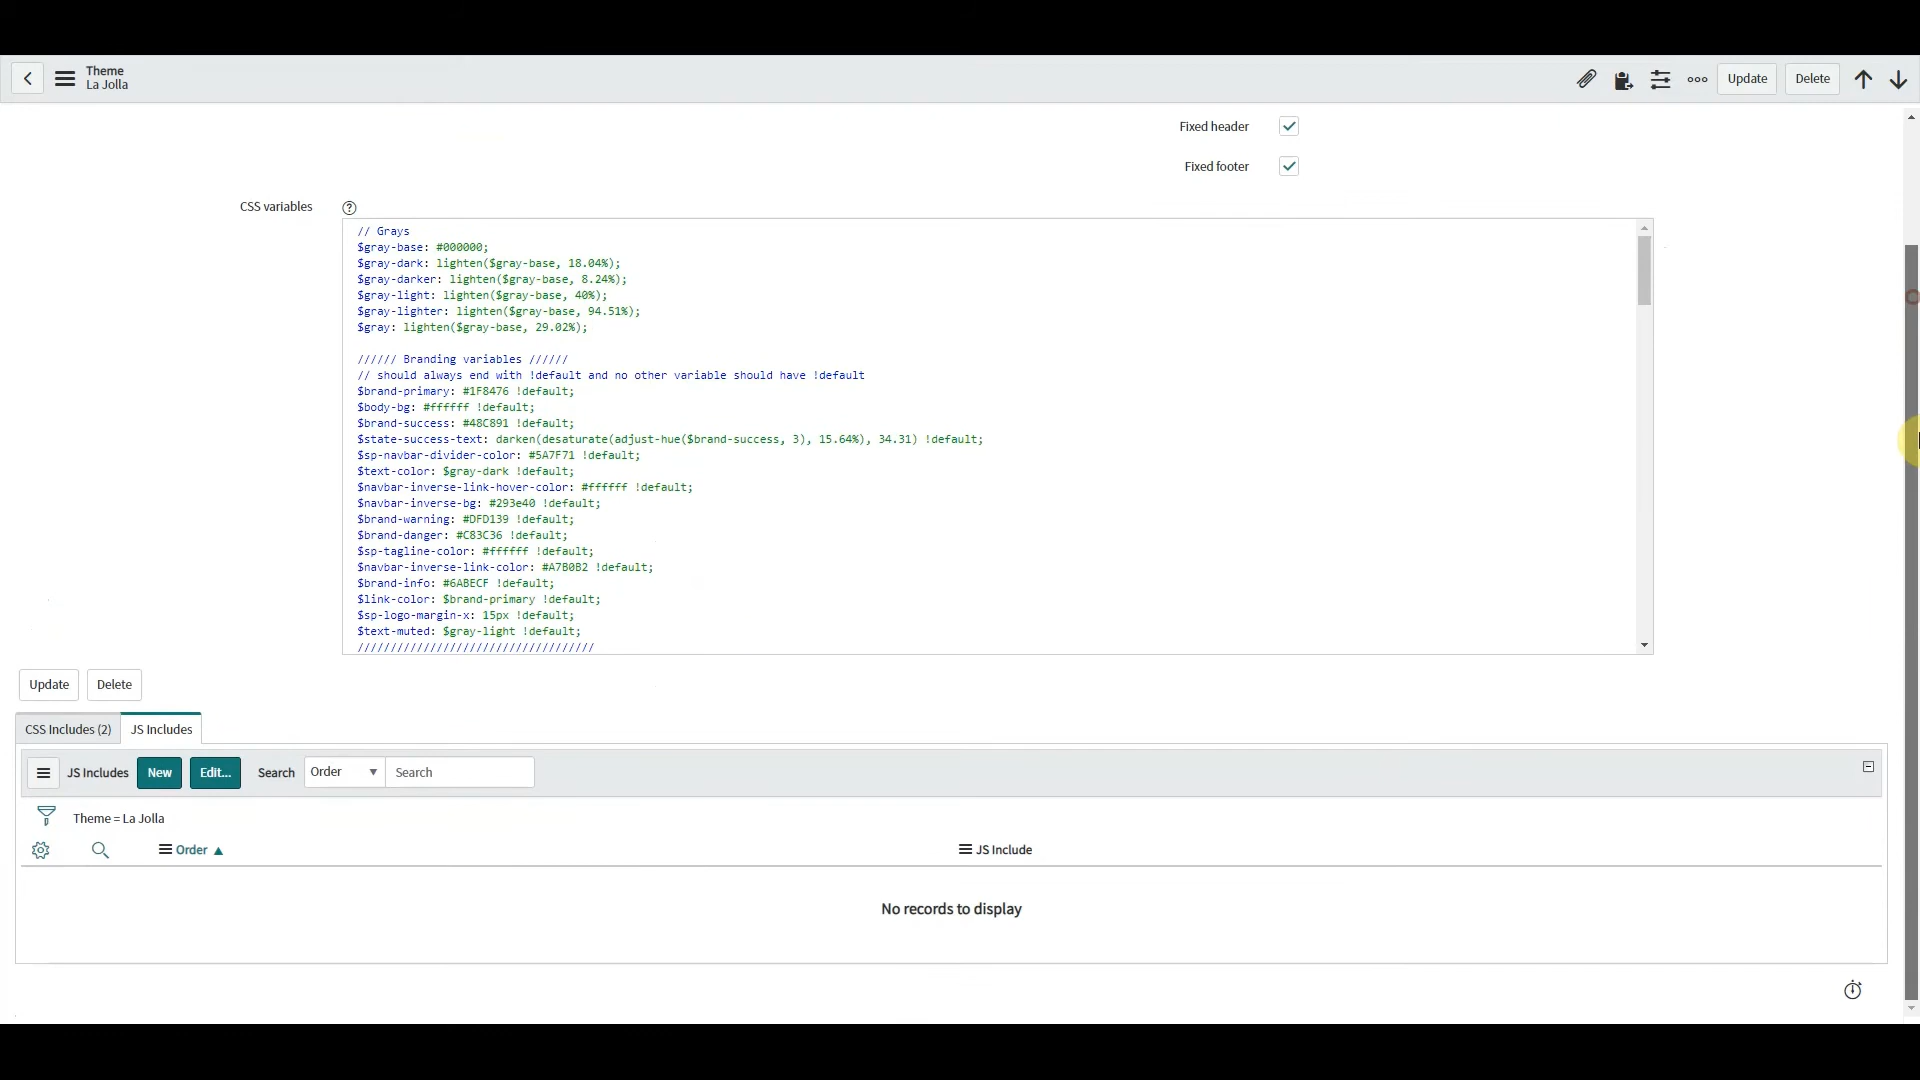 Theme
La Jolla
Update
Delete
Fixed header
Fixed footer
CSS variables
// Grays
$gray-base: #000000;
$gray-dark: lighten($gray-base, 18.04%);
$gray-darker: lighten($gray-base, 8.24%);
$gray-light: lighten($gray-base, 40%);
$gray-lighter: lighten($gray-base, 94.51%);
$gray: lighten($gray-base, 29.02%);
////// Branding variables //////
// should always end with !default and no other variable should have !default
$brand-primary: #1F8476 !default;
$body-bg: #ffffff !default;
$brand-success: #48C891 !default;
$state-success-text: darken(desaturate(adjust-hue($brand-success, 3), 15.64%), 34.31) !default;
$sp-navbar-divider-color: #5A7F71 !default;
$text-color: $gray-dark !default;
$navbar-inverse-link-hover-color: #ffffff !default;
$navbar-inverse-bg: #293e40 !default;
$brand-warning: #DFD139 !default;
$brand-danger: #C83C36 !default;
$sp-tagline-color: #ffffff !default;
$navbar-inverse-link-color: #A7B0B2 !default;
$brand-info: #6ABECF !default;
$link-color: $brand-primary !default;
$sp-logo-margin-x: 15px !default;
$text-muted: $gray-light !default;
////////////////////////////////////
Update Delete
CSS Includes (2) JS Includes
JS Includes New Edit... Search Order Search
Theme = La Jolla
Order JS Include
No records to display